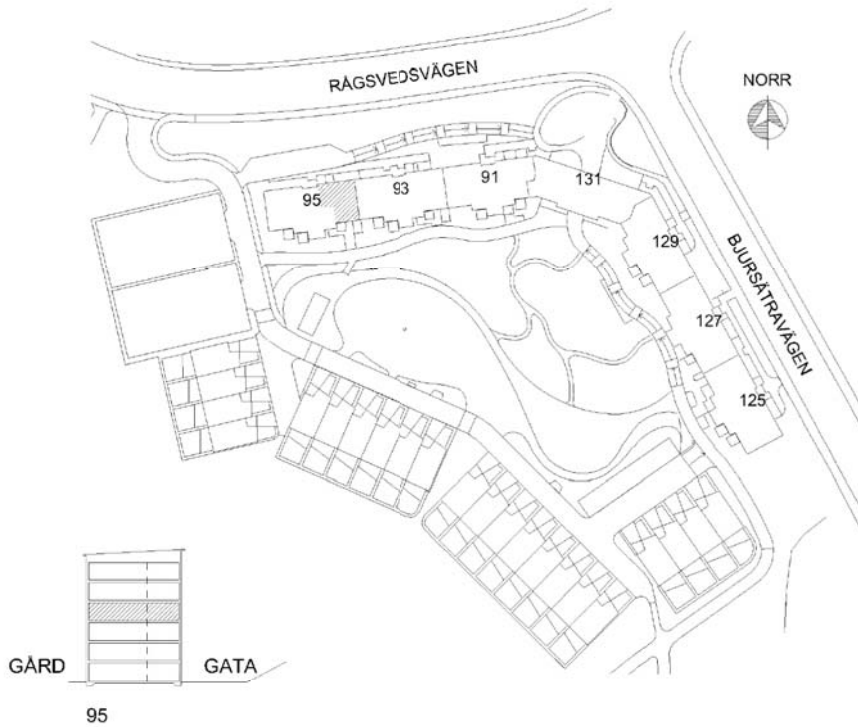 RÅGSVEDSVÄGEN
NORR
95
93
91
131
129
127
125
BJURSÄTRAVÄGEN
GÅRD
GATA
95